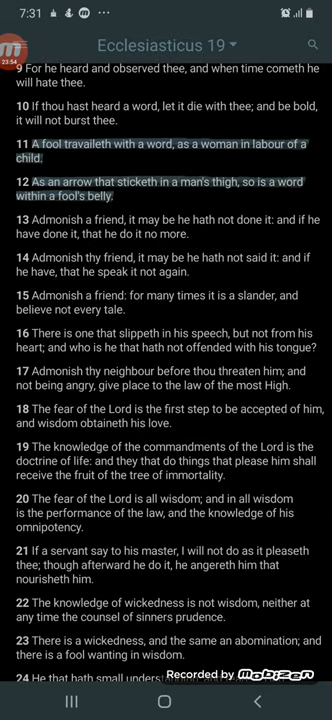 7:31
Ecclesiasticus 19
23:54
9 For he heard and observed thee, and when time cometh he
will hate thee.
10 If thou hast heard a word, let it die with thee; and be bold,
it will not burst thee.
11 A fool travaileth with a word, as a woman in labour of a
child.
12 As an arrow that sticketh in a man's thigh, so is a word
within a fool's belly.
13 Admonish a friend, it may be he hath not done it: and if he
have done it, that he do it no more.
14 Admonish thy friend, it may be he hath not said it: and if
he have, that he speak it not again.
15 Admonish a friend: for many times it is a slander, and
believe not every tale.
16 There is one that slippeth in his speech, but not from his
heart; and who is he that hath not offended with his tongue?
17 Admonish thy neighbour before thou threaten him; and
not being angry, give place to the law of the most High.
18 The fear of the Lord is the first step to be accepted of him,
and wisdom obtaineth his love.
19 The knowledge of the commandments of the Lord is the
doctrine of life: and they that do things that please him shall
receive the fruit of the tree of immortality.
20 The fear of the Lord is all wisdom; and in all wisdom
is the performance of the law, and the knowledge of his
omnipotency.
21 If a servant say to his master, I will not do as it pleaseth
thee; though afterward he do it, he angereth him that
nourisheth him.
22 The knowledge of wickedness is not wisdom, neither at
any time the counsel of sinners prudence.
23 There is a wickedness, and the same an abomination; and
there is a fool wanting in wisdom.
Recorded by MOBIZEN
24 He that hath small